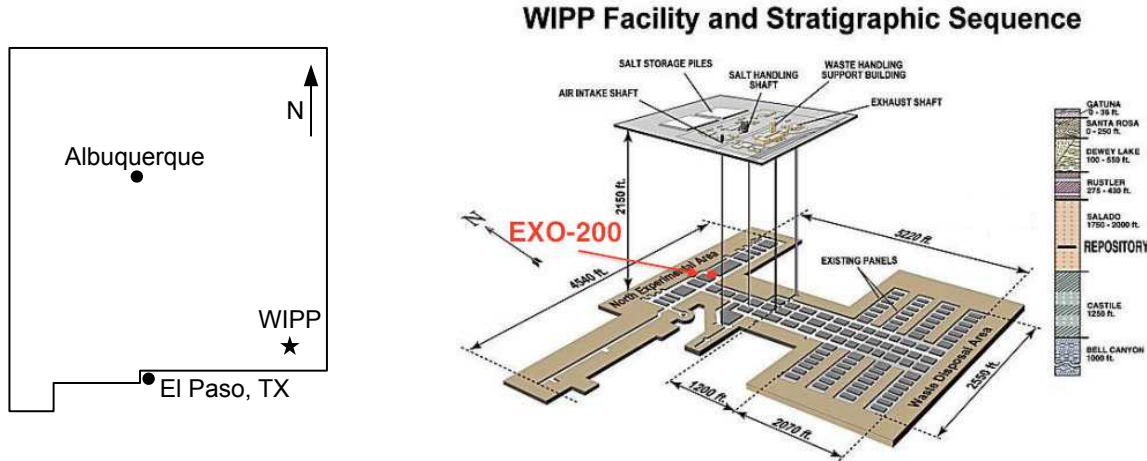 WIPP Facility and Stratigraphic Sequence
N
Albuquerque
WIPP
El Paso, TX
SALT STORAGE PILES
AIR INTAKE SHAFT
SALT HANDLING
SHAFT
WASTE HANDLING
SUPPORT BUILDING
EXHAUST SHAFT
2150 ft.
N
EXO-200
4540 ft.
North Experimental Area
5220 ft.
EXISTING PANELS
Waste Disposal Area
1200 ft.
2070 ft.
2550 ft.
GATUNA
0 - 36 ft.
SANTA ROSA
0 - 250 ft.
DEWEY LAKE
100 - 550 ft.
RUSTLER
275 - 430 ft.
SALADO
1750 - 2000 ft.
REPOSITORY
CASTILE
1250 ft.
BELL CANYON
1000 ft.